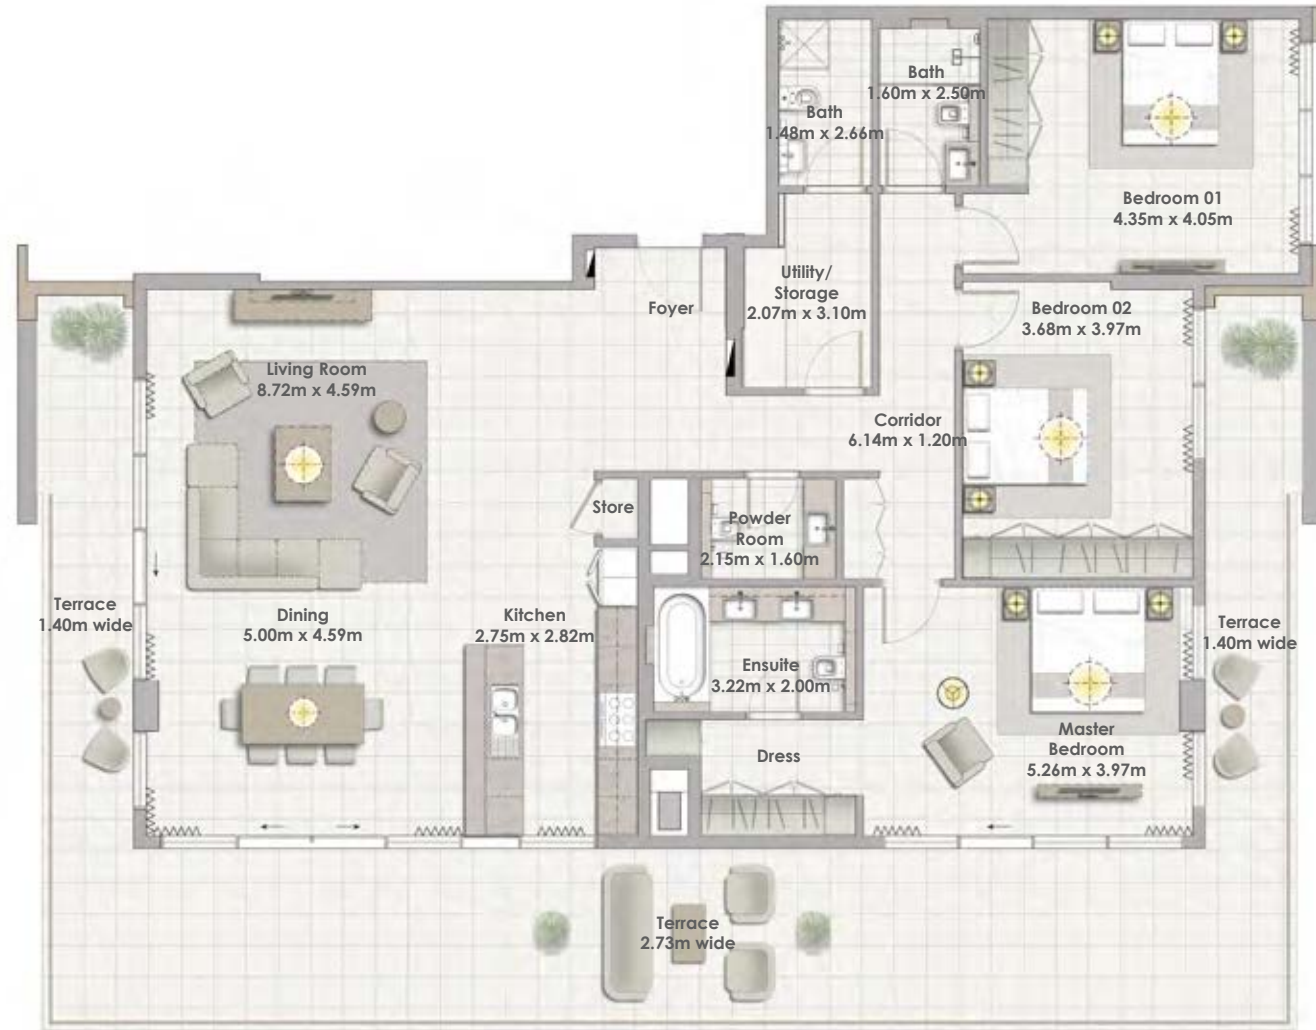 Bath
1.60m x 2.50m
Bath
1.48m x 2.66m
Bedroom 01
4.35m x 4.05m
Utility/
Storage
2.07m x 3.10m
Foyer
Bedroom 02
3.68m x 3.97m
Living Room
8.72m x 4.59m
Corridor
6.14m x 1.20m
Store
Powder
Room
2.15m x 1.60m
Terrace
1.40m wide
Dining
5.00m x 4.59m
Kitchen
2.75m x 2.82m
Terrace
1.40m wide
Ensuite
3.22m x 2.00m
Master
Bedroom
5.26m x 3.97m
Dress
Terrace
2.73m wide